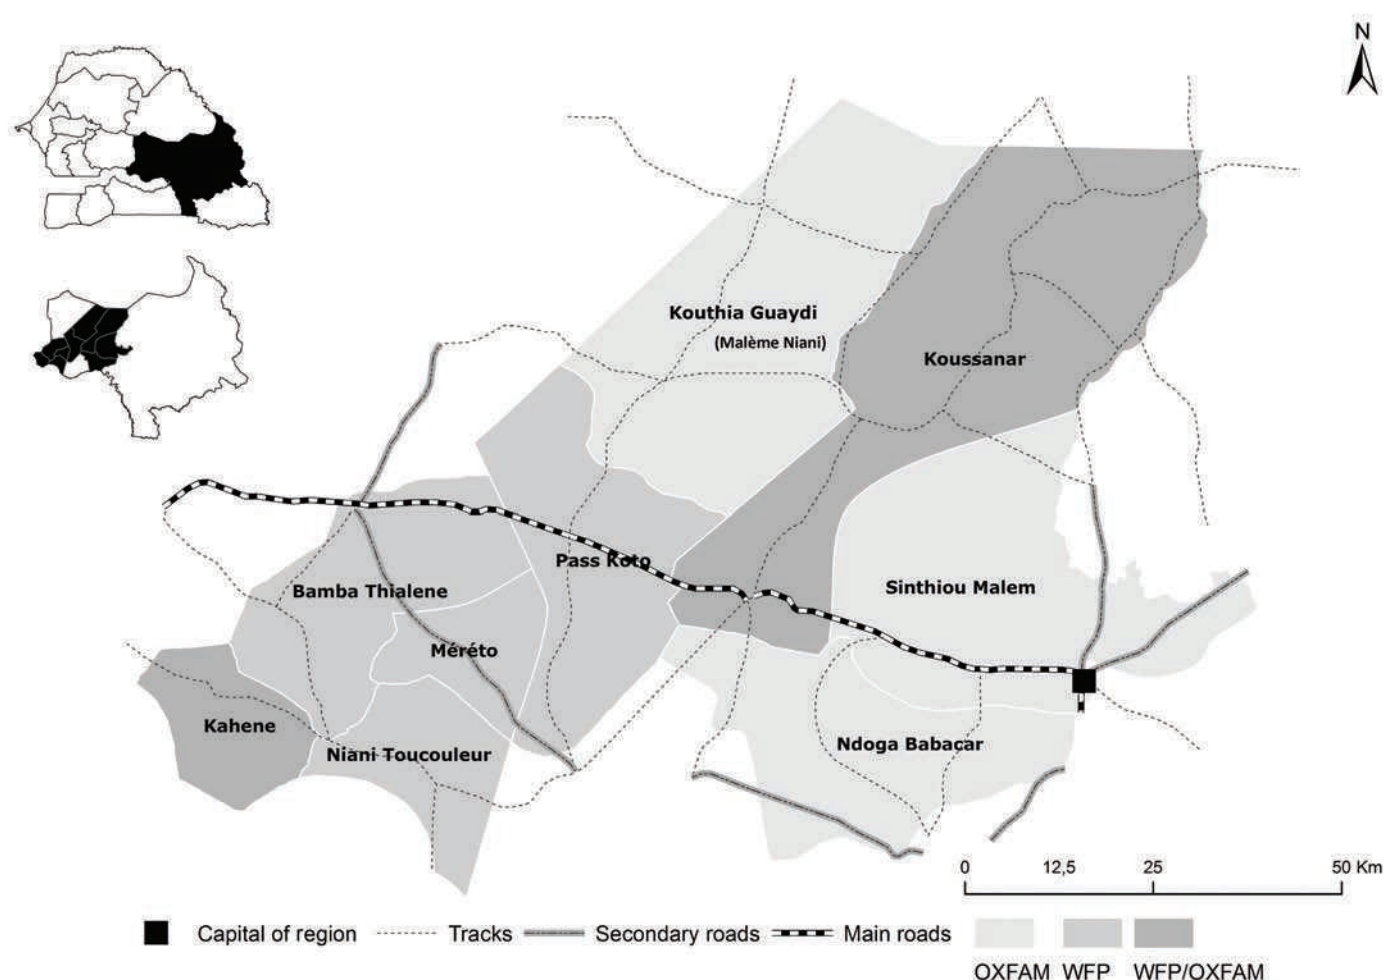 N
Kouthia Guaydi
(Malème Niani)
Koussanar
Pass Koto
Bamba Thialene
Sinthiou Malem
Méréto
Kahene
Niani Toucouleur
Ndoga Babacar
0 12,5 25 50 Km
Capital of region Tracks Secondary roads Main roads
OXFAM WFP WFP/OXFAM